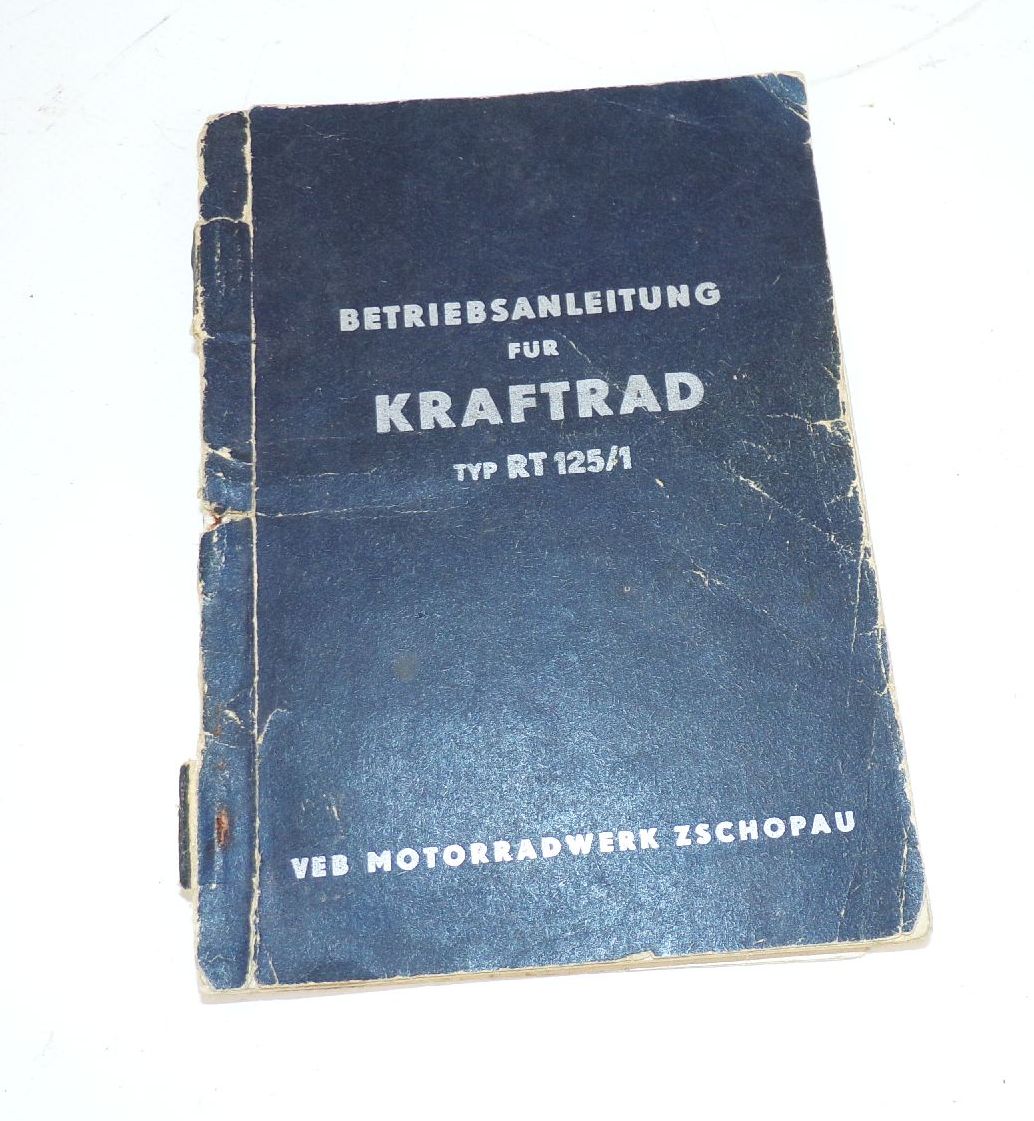 BETRIEBSANLEITUNG
FÜR
KRAFTRAD
TYP RT 125/1
VEB MOTORRADWERK ZSCHOPAU